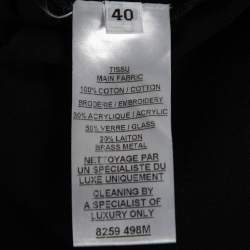 40
TISSU
MAIN FABRIC
100% COTON / COTTON
BRODERIE / EMBROIDERY
30% ACRYLIQUE / ACRYLIC
50% VERRE / GLASS
20% LAITON
BRASS METAL
NETTOYAGE PAR
UN SPECIALISTE DU
LUXE UNIQUEMENT
CLEANING BY
A SPECIALIST OF
LUXURY ONLY
8259 498M